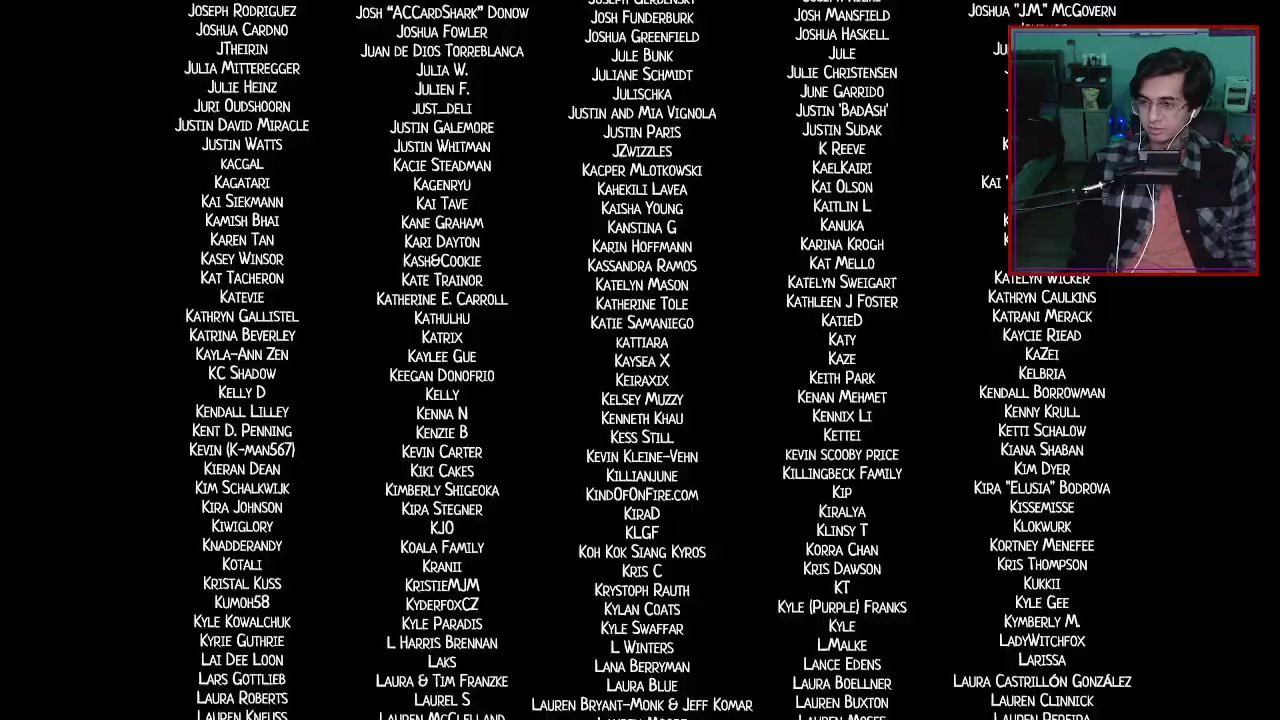 Joseph Rodriguez
Joshua Cardno
JTheirin
Julia Mitteregger
Julie Heinz
Juri Oudshoorn
Justin David Miracle
Justin Watts
kacgal
Kagatari
Kai Siekmann
Kamish Bhai
Karen Tan
Kasey Winsor
Kat Tacheron
Katevie
Kathryn Gallistel
Katrina Beverley
Kayla-Ann Zen
KC Shadow
Kelly D
Kendall Lilley
Kent D. Penning
Kevin (K-man567)
Kieran Dean
Kim Schalkwijk
Kira Johnson
Kiwiglory
Knadderandy
Kotali
Kristal Kuss
Kumoh58
Kyle Kowalchuk
Kyrie Guthrie
Lai Dee Loon
Lars Gottlieb
Laura Roberts
Lauren Kneuss
Josh “ACCardShark” Donow
Joshua Fowler
Juan de Dios Torreblanca
Julia W.
Julien F.
just_deli
Justin Galemore
Justin Whitman
Kacie Steadman
Kagenryu
Kai Tave
Kane Graham
Kari Dayton
Kash&Cookie
Kate Trainor
Katherine E. Carroll
Kathulhu
Katrix
Kaylee Gue
Keegan Donofrio
Kelly
Kenna N
Kenzie B
Kevin Carter
Kiki Cakes
Kimberly Shigeoka
Kira Stegner
KJO
Koala Family
Kranii
KristieMJM
KyderfoxCZ
Kyle Paradis
L Harris Brennan
Laks
Laura & Tim Franzke
Laurel S
Lauren McClelland
Josh Funderburk
Joshua Greenfield
Jule Bunk
Juliane Schmidt
Julischka
Justin and Mia Vignola
Justin Paris
JZwizzles
Kacper Mlotkowski
Kahekili Lavea
Kaisha Young
Kanstina G
Karin Hoffmann
Kassandra Ramos
Katelyn Mason
Katherine Tole
Katie Samaniego
kattiara
Kaysea X
Keiraxix
Kelsey Muzzy
Kenneth Khau
Kess Still
Kevin Kleine-Vehn
Killianjune
KindOfOnFire.com
KiraD
KLGF
Koh Kok Siang Kyros
Kris C
Krystoph Rauth
Kylan Coats
Kyle Swaffar
L Winters
Lana Berryman
Laura Blue
Lauren Bryant-Monk & Jeff Komar
Josh Mansfield
Joshua Haskell
Jule
Julie Christensen
June Garrido
Justin 'BadAsh'
Justin Sudak
K Reeve
KaelKairi
Kai Olson
Kaitlin L
Kanuka
Karina Krogh
Kat Mello
Katelyn Sweigart
Kathleen J Foster
KatieD
Katy
Kaze
Keith Park
Kenan Mehmet
Kennix Li
Kettei
kevin scooby price
Killingbeck Family
Kip
Kiralya
Klinsy T
Korra Chan
Kris Dawson
KT
Kyle (Purple) Franks
Kyle
L.Malke
Lance Edens
Laura Boellner
Lauren Buxton
Lauren Moses
Joshua "J.M." McGovern
Kai
Katelyn Wicker
Kathryn Caulkins
Katrani Merack
Kaycie Riead
KaZei
Kelbria
Kendall Borrowman
Kenny Krull
Ketti Schalow
Kiana Shaban
Kim Dyer
Kira "Elusia" Bodrova
Kissemisse
Klokwurk
Kortney Menefee
Kris Thompson
Kukkii
Kyle Gee
Kymberly M.
LadyWitchfox
Larissa
Laura Castrillón González
Lauren Clinnick
Lauren Pereira